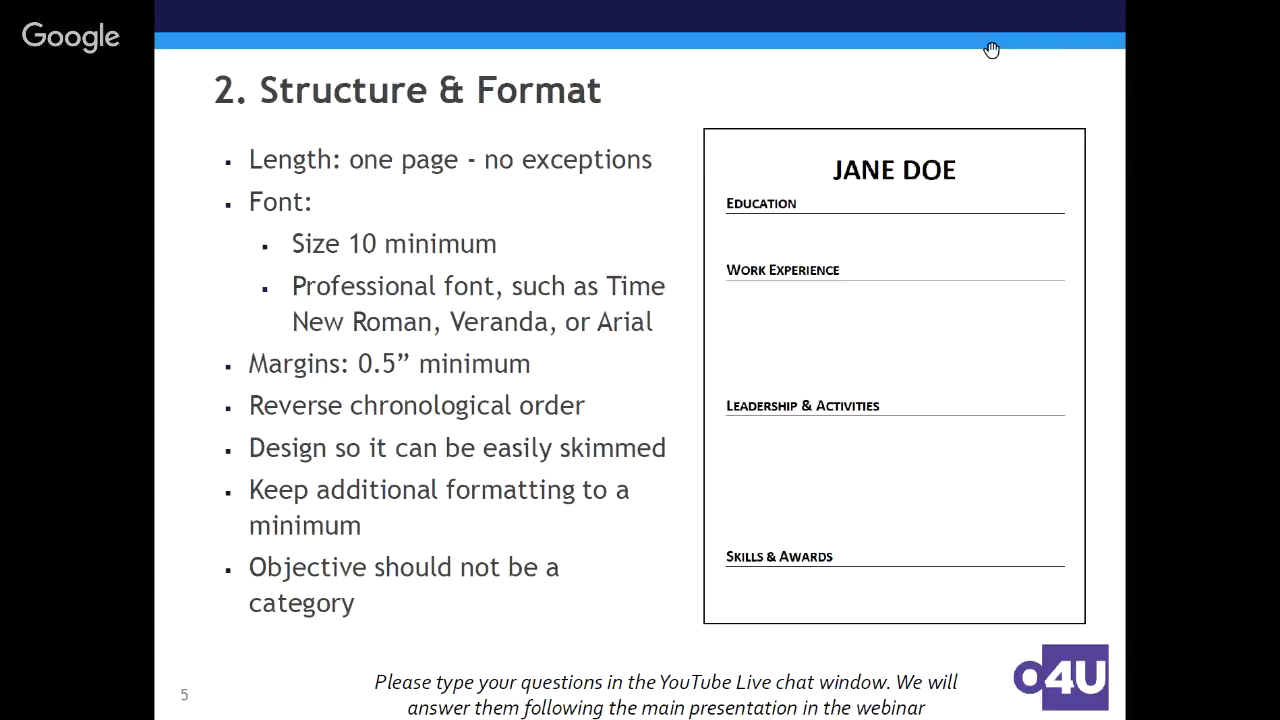 Google
2. Structure & Format
▪ Length: one page - no exceptions
▪ Font:
▪ Size 10 minimum
▪ Professional font, such as Time
New Roman, Veranda, or Arial
▪ Margins: 0.5” minimum
▪ Reverse chronological order
▪ Design so it can be easily skimmed
▪ Keep additional formatting to a
minimum
▪ Objective should not be a
category
JANE DOE
EDUCATION
WORK EXPERIENCE
LEADERSHIP & ACTIVITIES
SKILLS & AWARDS
5
Please type your questions in the YouTube Live chat window. We will
answer them following the main presentation in the webinar
o4U